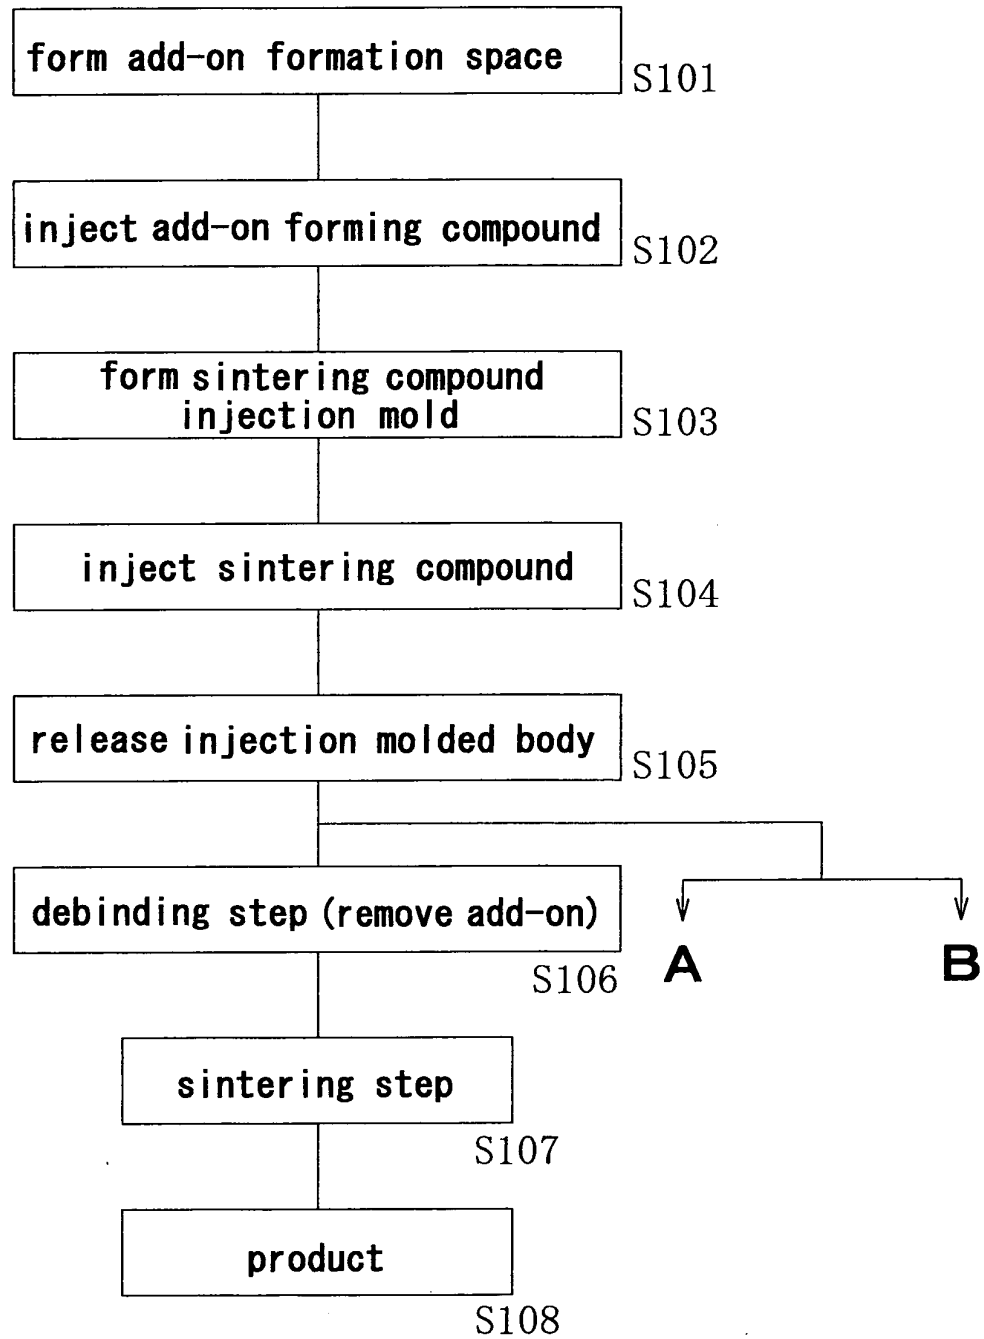 form add-on formation space
S101
inject add-on forming compound
S102
form sintering compound
injection mold
S103
inject sintering compound
S104
release injection molded body
S105
debinding step (remove add-on)
S106
A
B
sintering step
S107
product
S108